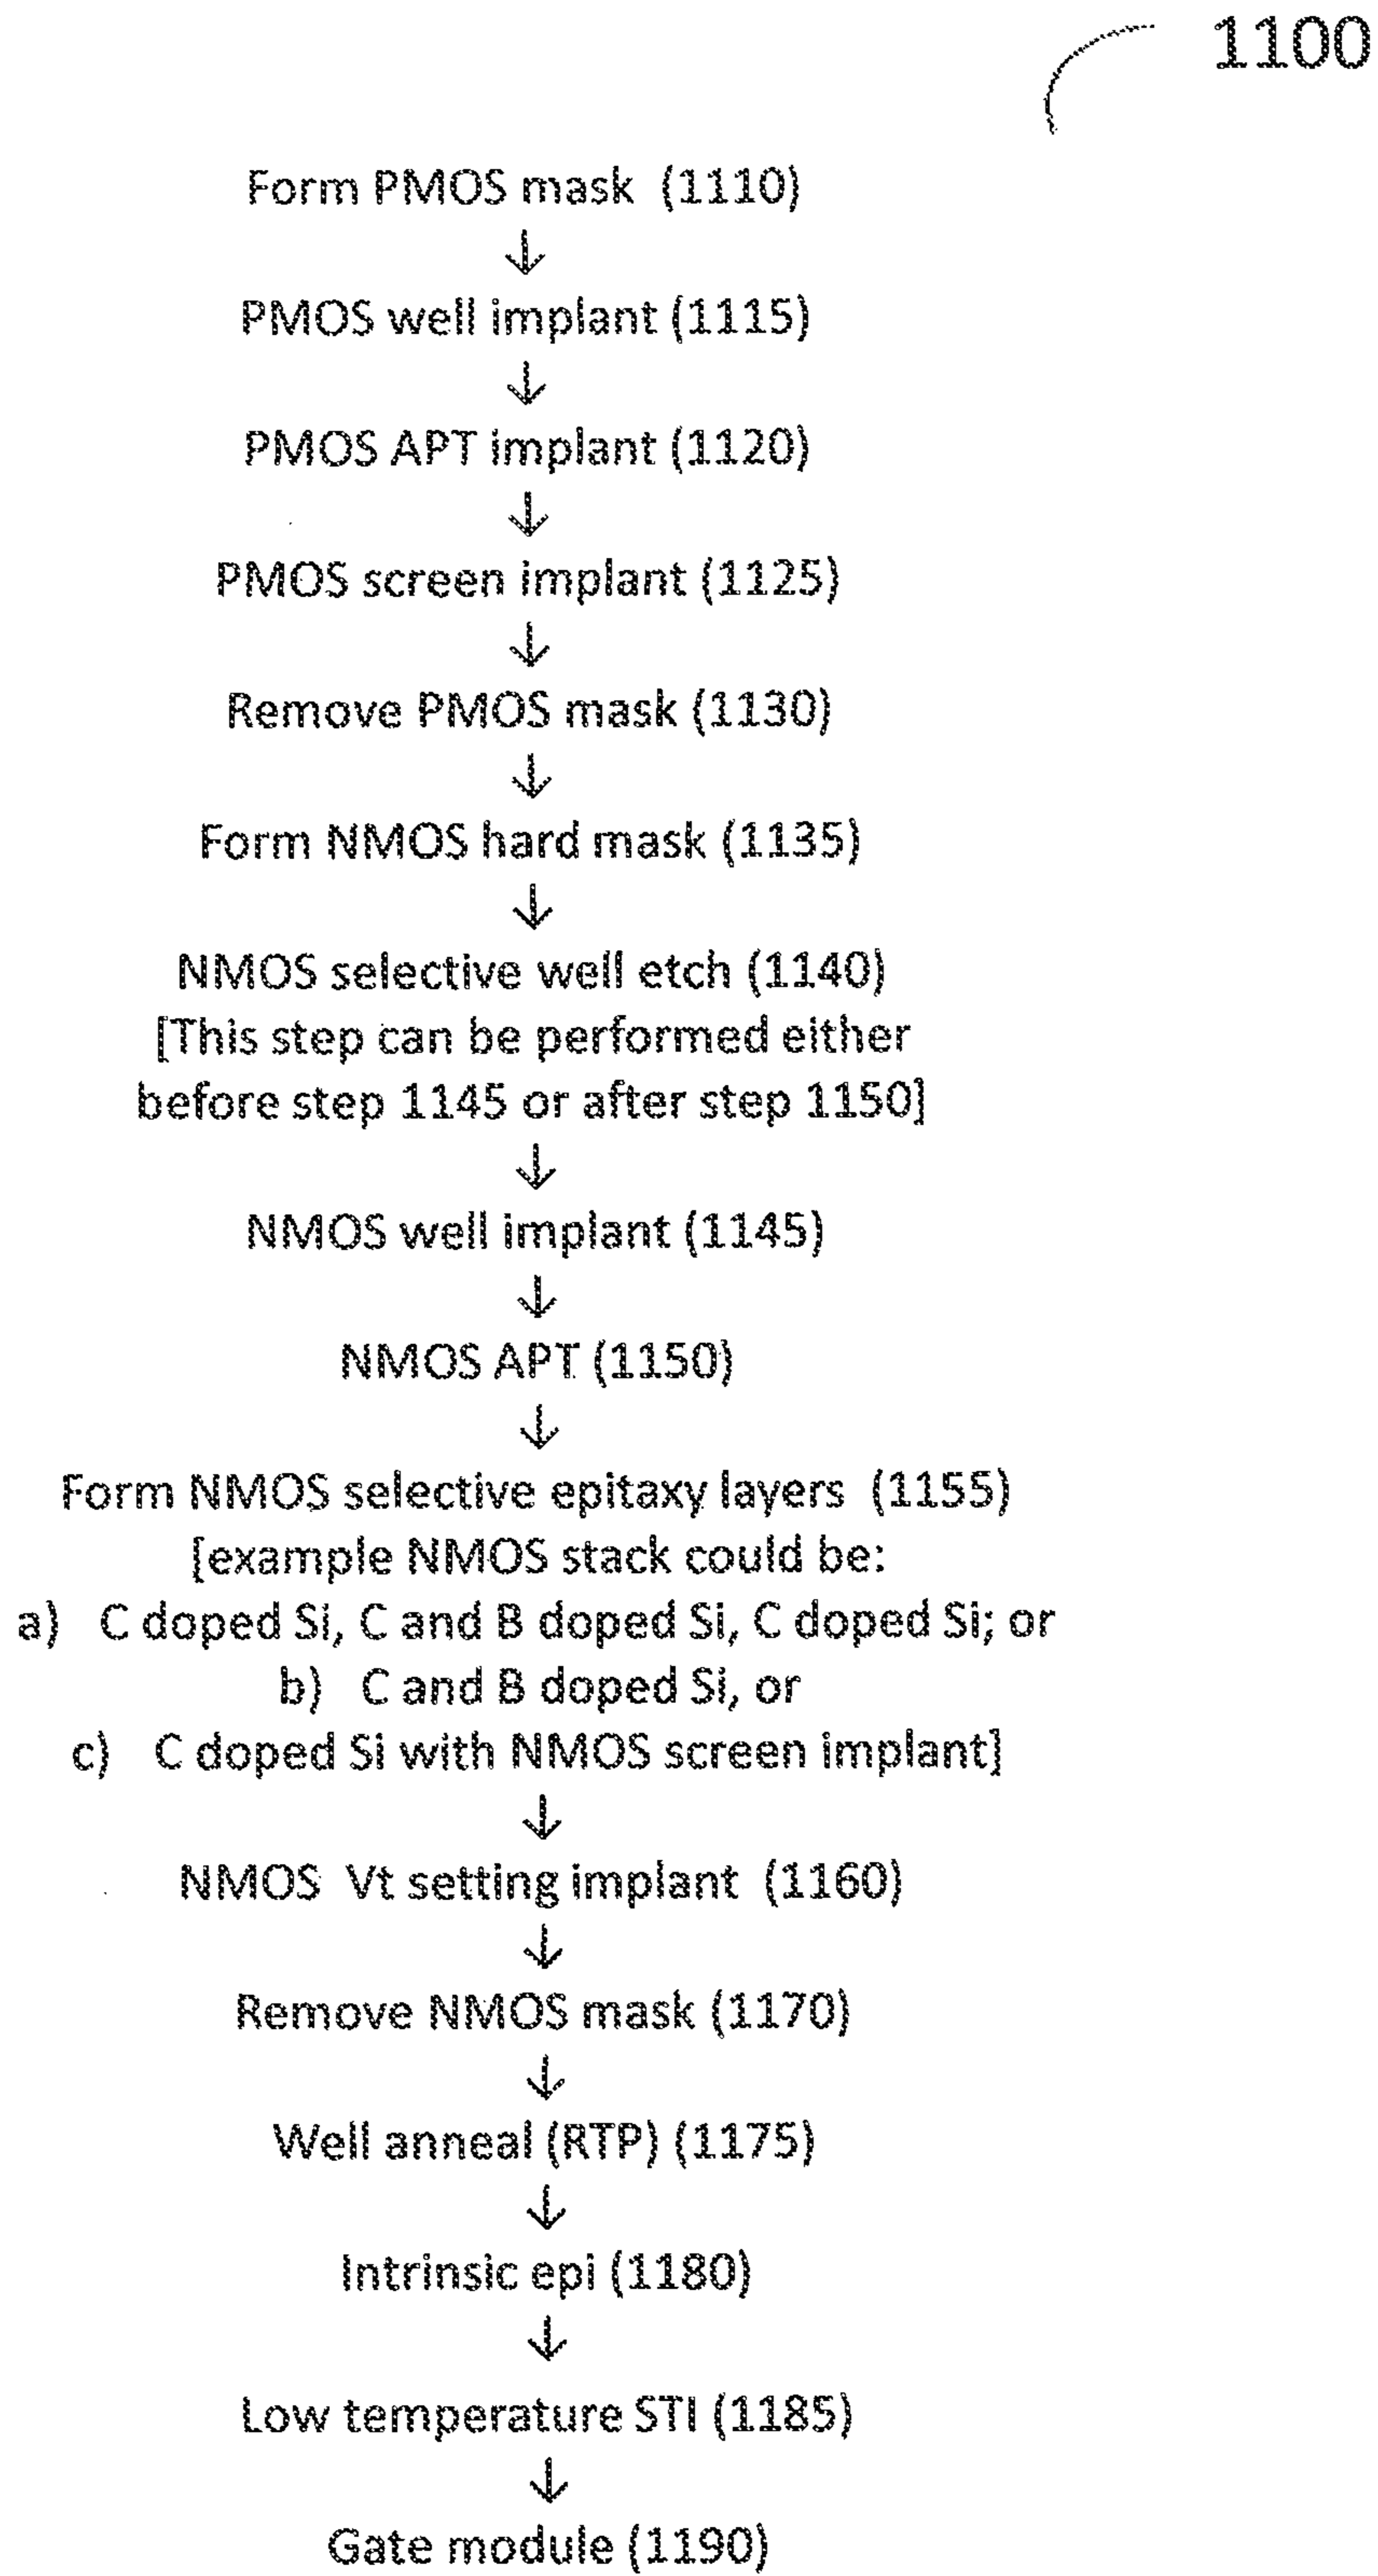 1100
Form PMOS mask (1110)
↓
PMOS well implant (1115)
↓
PMOS APT implant (1120)
↓
PMOS screen implant (1125)
↓
Remove PMOS mask (1130)
↓
Form NMOS hard mask (1135)
↓
NMOS selective well etch (1140)
[This step can be performed either
before step 1145 or after step 1150]
↓
NMOS well implant (1145)
↓
NMOS APT (1150)
↓
Form NMOS selective epitaxy layers (1155)
[example NMOS stack could be:
a) C doped Si, C and B doped Si, C doped Si; or
b) C and B doped Si, or
c) C doped Si with NMOS screen implant]
↓
NMOS Vt setting implant (1160)
↓
Remove NMOS mask (1170)
↓
Well anneal (RTP) (1175)
↓
Intrinsic epi (1180)
↓
Low temperature STI (1185)
↓
Gate module (1190)